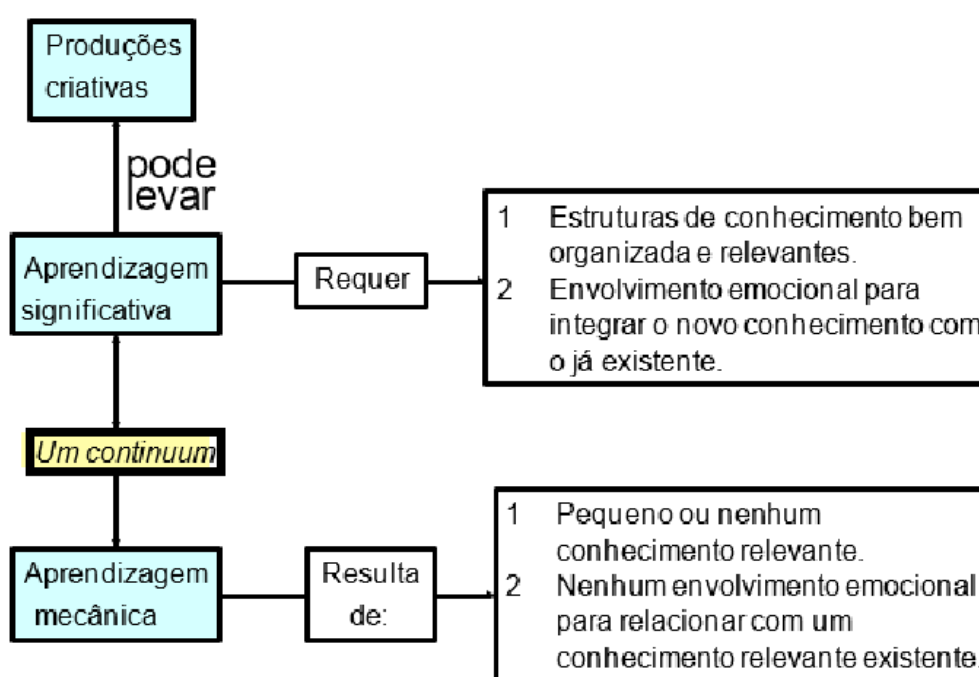 Produções
criativas
pode
levar
Aprendizagem
significativa
Requer
1 Estruturas de conhecimento bem
organizada e relevantes.
2 Envolvimento emocional para
integrar o novo conhecimento com
o já existente.
Um continuum
Aprendizagem
mecânica
Resulta
de:
1 Pequeno ou nenhum
conhecimento relevante.
2 Nenhum envolvimento emocional
para relacionar com um
conhecimento relevante existente.